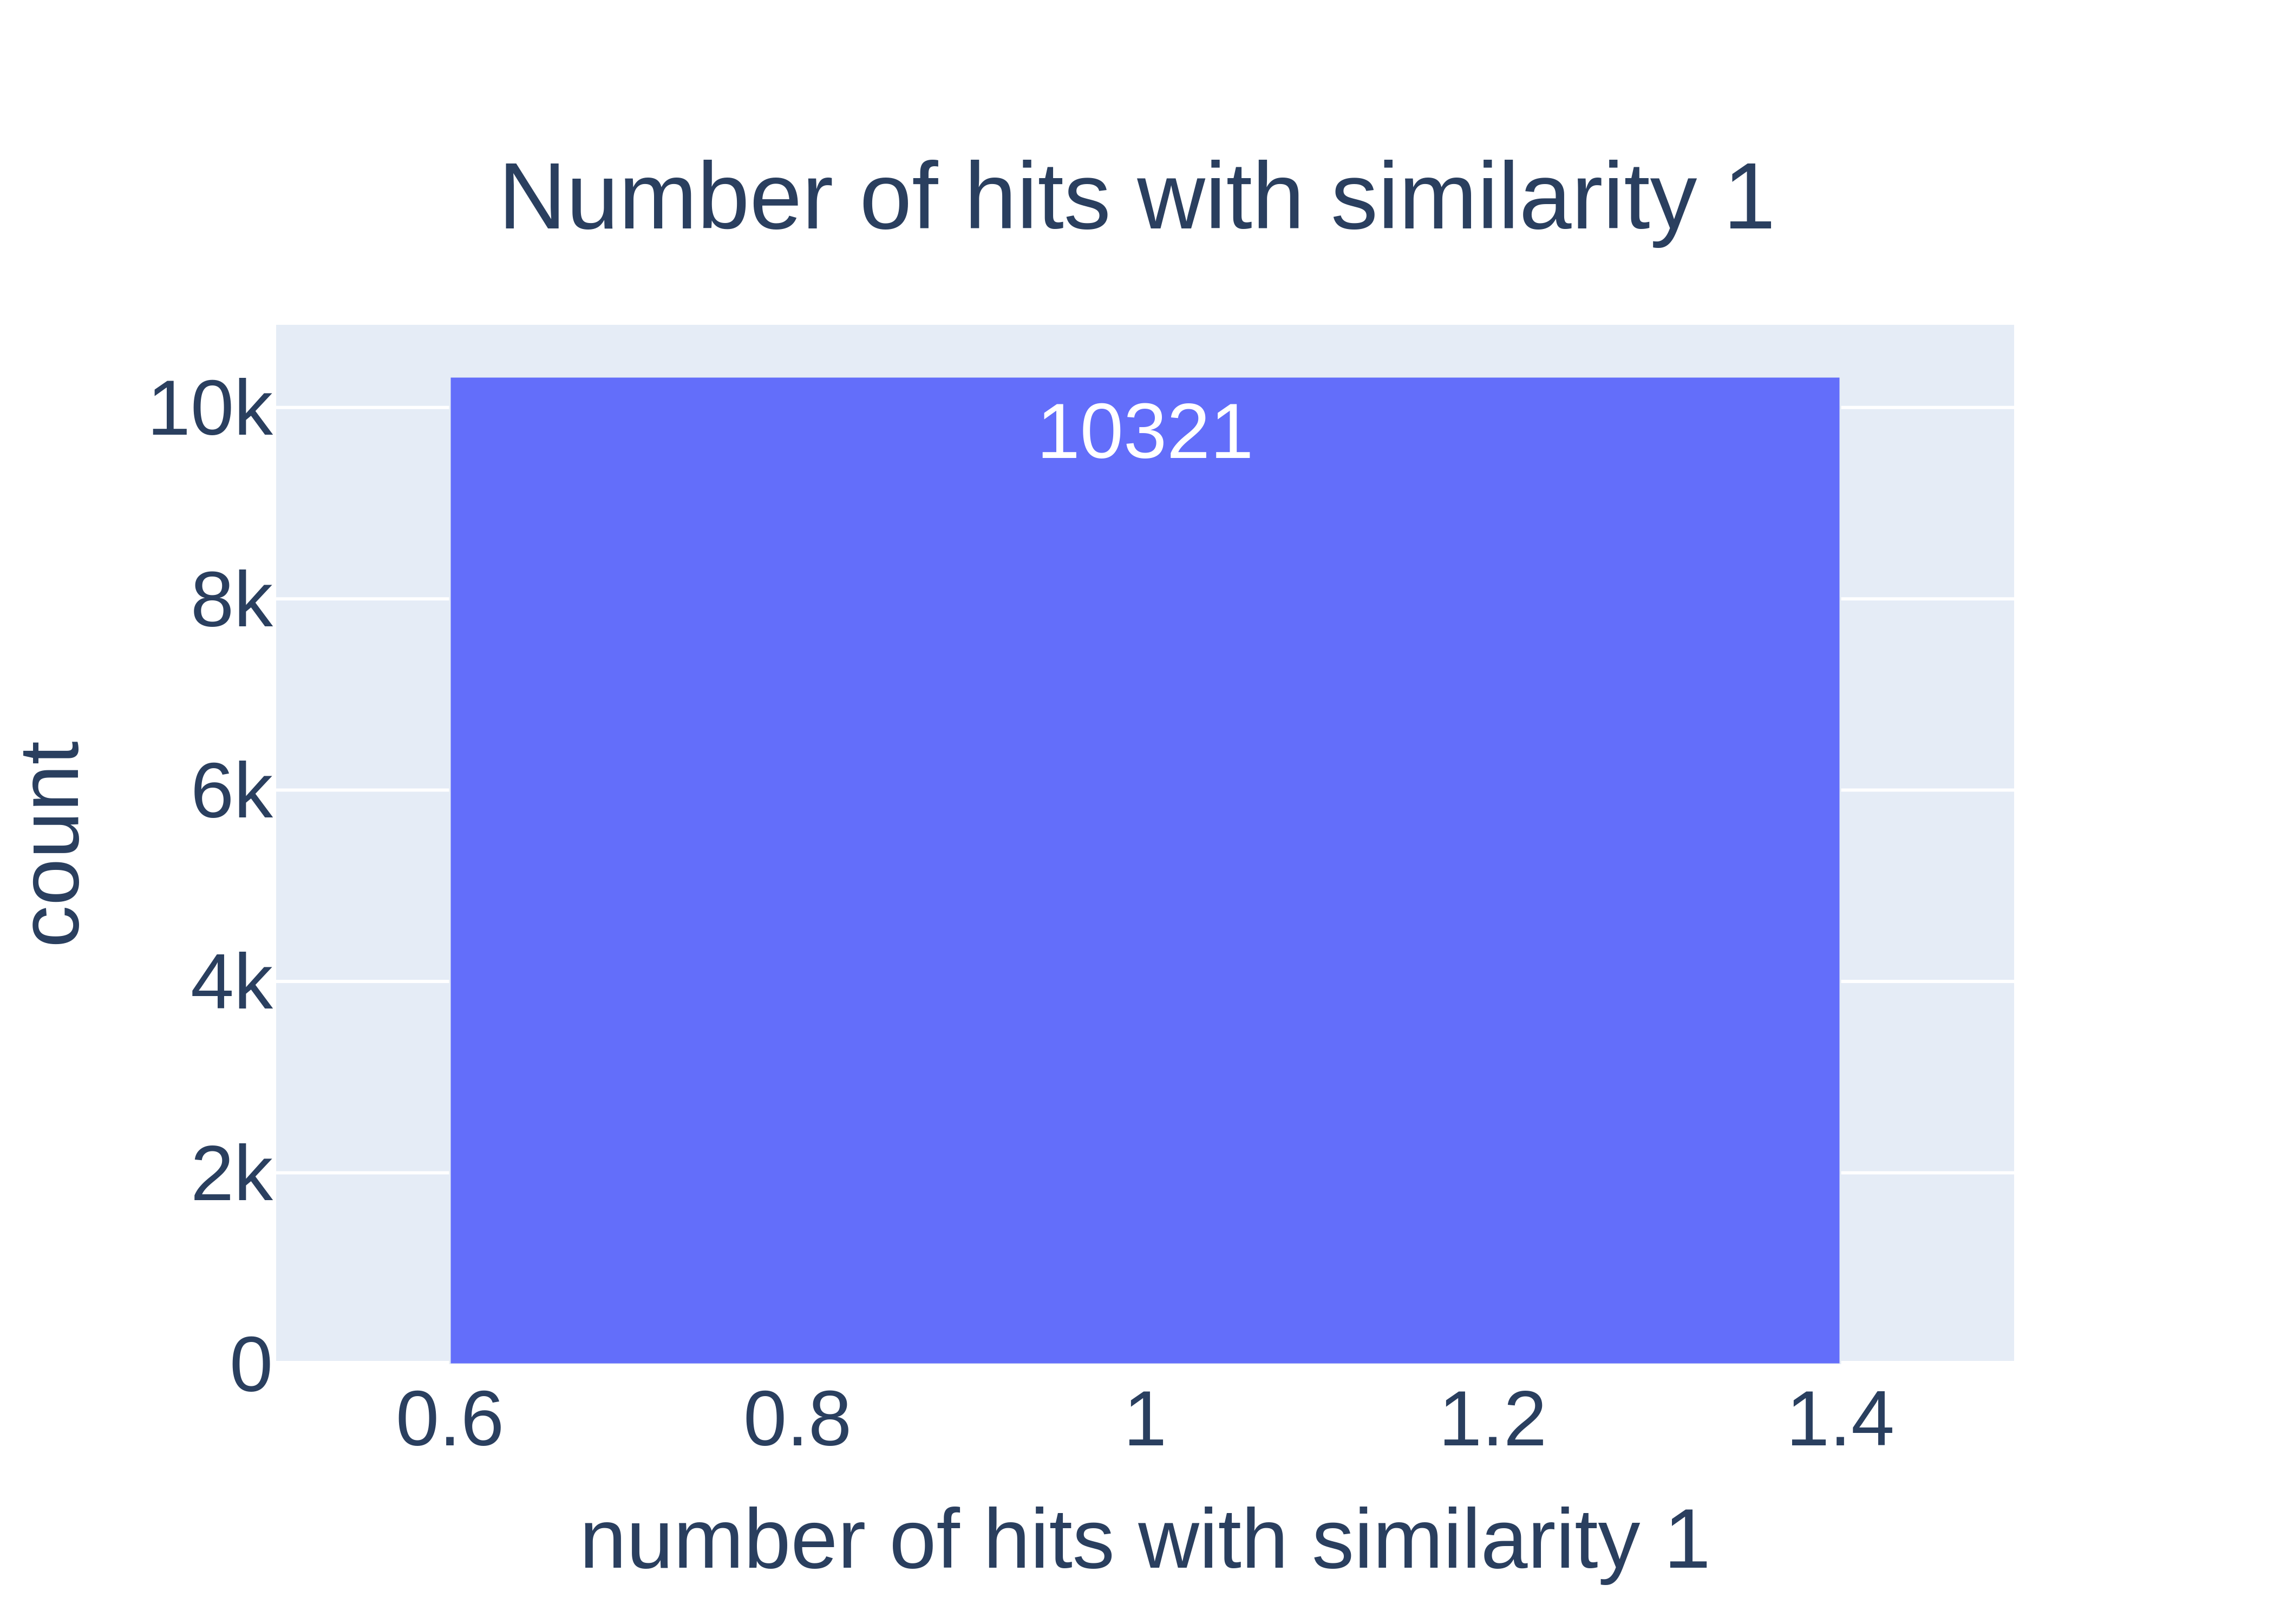 Number of hits with similarity 1
10k
10321
8k
6k
4k
2k
0
count
0.6 0.8 1 1.2 1.4
number of hits with similarity 1